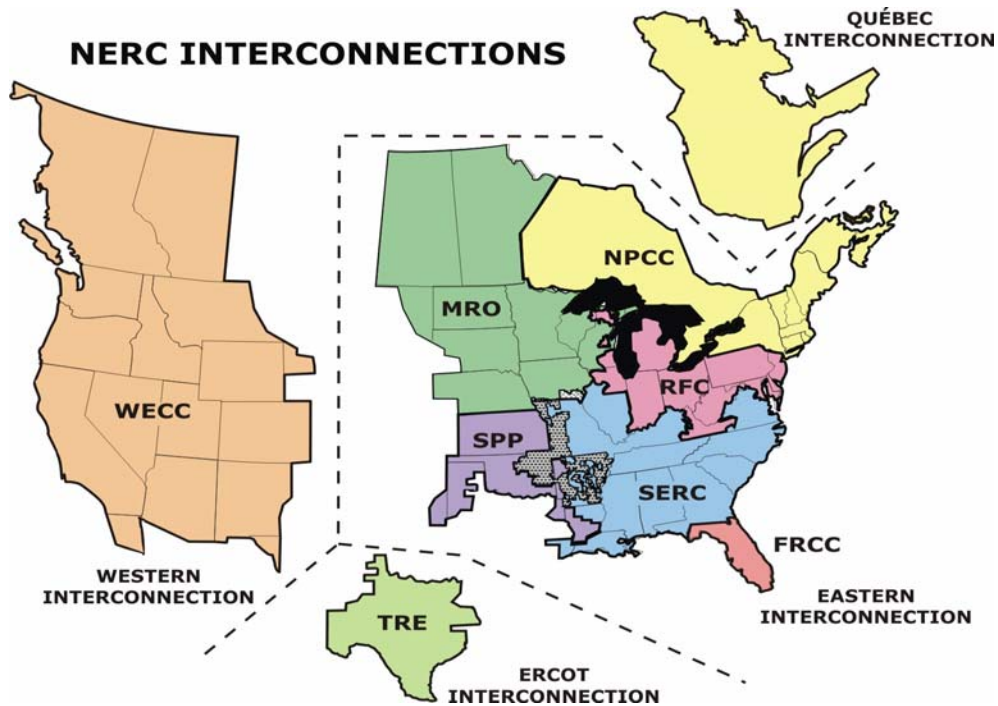 QUÉBEC
INTERCONNECTION
NERC INTERCONNECTIONS
NPCC
MRO
RFC
WECC
SPP
SERC
FRCC
WESTERN
INTERCONNECTION
EASTERN
INTERCONNECTION
TRE
ERCOT
INTERCONNECTION